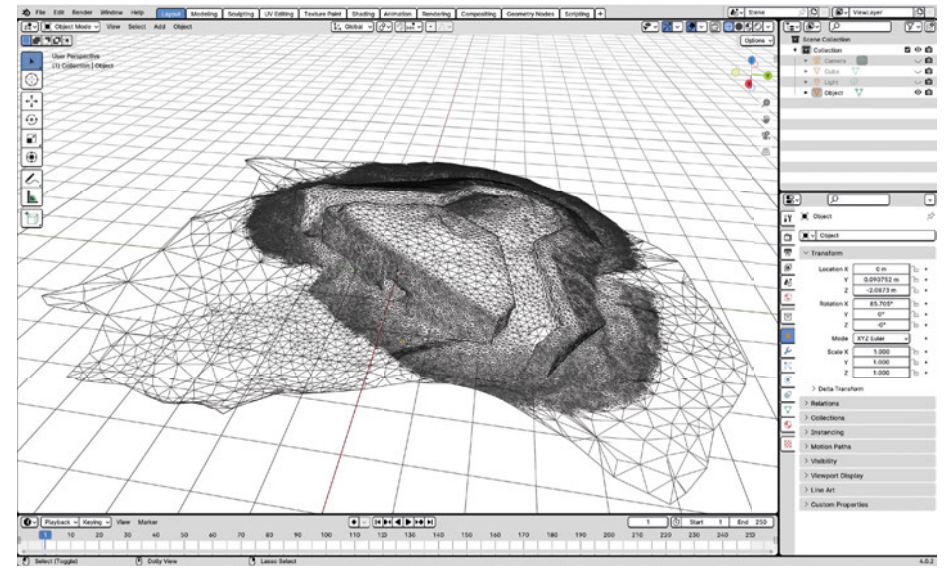 File Edit Render Window Help Layout Modeling Sculpting UV Editing Texture Paint Shading Animation Rendering Compositing Geometry Nodes Scripting + Scene ViewLayer
Object Mode View Select Add Object Global
Options
User Perspective
(1) Collection | Object
Scene Collection
Collection
Camera
Cube
Light
Object
Object
Object
Transform
Location X 0 m
Y 0.090752 m
Z -2.0873 m
Rotation X 85.705°
Y 0°
Z -0°
Mode XYZ Euler
Scale X 1.000
Y 1.000
Z 1.000
Delta Transform
Relations
Collections
Instancing
Motion Paths
Visibility
Viewport Display
Line Art
Custom Properties
Playback Keying View Marker 1 Start 1 End 250
1 10 20 30 40 50 60 70 80 90 100 110 120 130 140 150 160 170 180 190 200 210 220 230 240 250
Select (Toggle) Dolly View Lasso Select 4.0.2